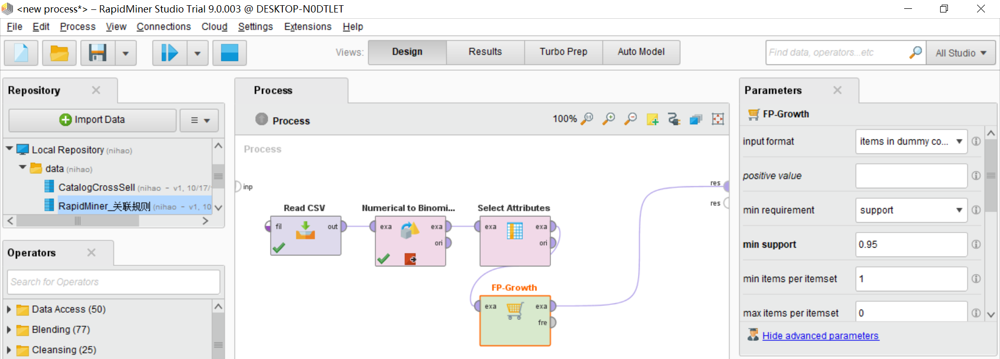 <new process*> – RapidMiner Studio Trial 9.0.003 @ DESKTOP-N0DTLET
File Edit Process View Connections Cloud Settings Extensions Help
Views: Design Results Turbo Prep Auto Model
Find data, operators...etc
All Studio
Repository
Import Data
Local Repository (nihao)
data (nihao)
CatalogCrossSell (nihao - v1, 10/17/
RapidMiner_关联规则 (nihao - v1, 10
Operators
Search for Operators
Data Access (50)
Blending (77)
Cleansing (25)
Process
Process
100%
Process
inp
res
res
Read CSV
fil out
Numerical to Binomi...
exa exa
ori
Select Attributes
exa exa
ori
FP-Growth
exa exa
fre
Parameters
FP-Growth
input format items in dummy co...
positive value
min requirement support
min support 0.95
min items per itemset 1
max items per itemset 0
Hide advanced parameters